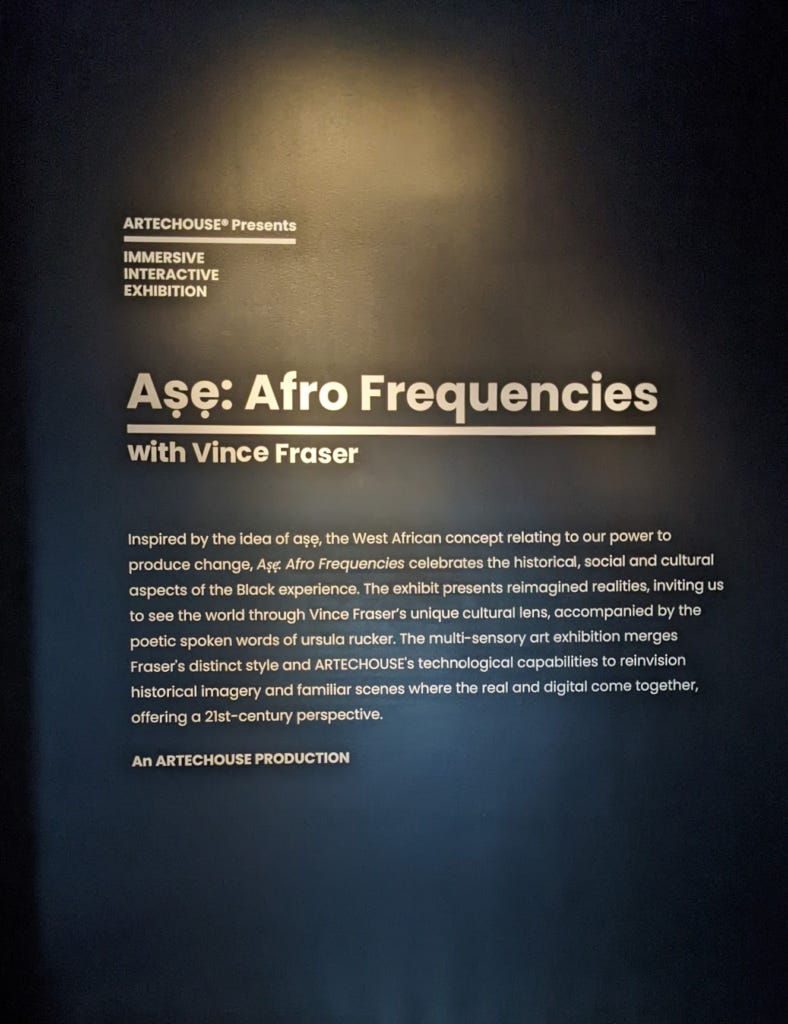 ARTECHOUSE® Presents
IMMERSIVE
INTERACTIVE
EXHIBITION
Aṣẹ: Afro Frequencies
with Vince Fraser
Inspired by the idea of aṣẹ, the West African concept relating to our power to
produce change, Aṣẹ: Afro Frequencies celebrates the historical, social and cultural
aspects of the Black experience. The exhibit presents reimagined realities, inviting us
to see the world through Vince Fraser's unique cultural lens, accompanied by the
poetic spoken words of ursula rucker. The multi-sensory art exhibition merges
Fraser's distinct style and ARTECHOUSE's technological capabilities to reinvision
historical imagery and familiar scenes where the real and digital come together,
offering a 21st-century perspective.
An ARTECHOUSE PRODUCTION